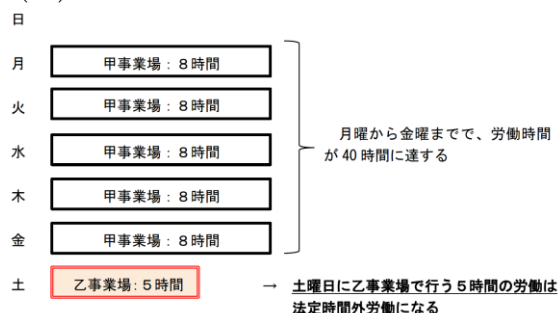 日
月 甲事業場：８時間
火 甲事業場：８時間
水 甲事業場：８時間
木 甲事業場：８時間
金 甲事業場：８時間
月曜から金曜までで、労働時間
が 40 時間に達する
土 乙事業場：５時間 → 土曜日に乙事業場で行う５時間の労働は
法定時間外労働になる